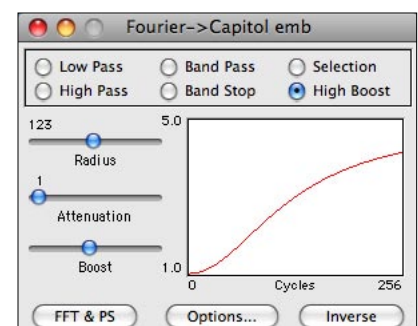 Fourier->Capitol emb
Low Pass Band Pass Selection
High Pass Band Stop High Boost
123
Radius
1
Attenuation
Boost
5.0
1.0
0 Cycles 256
FFT & PS Options... Inverse